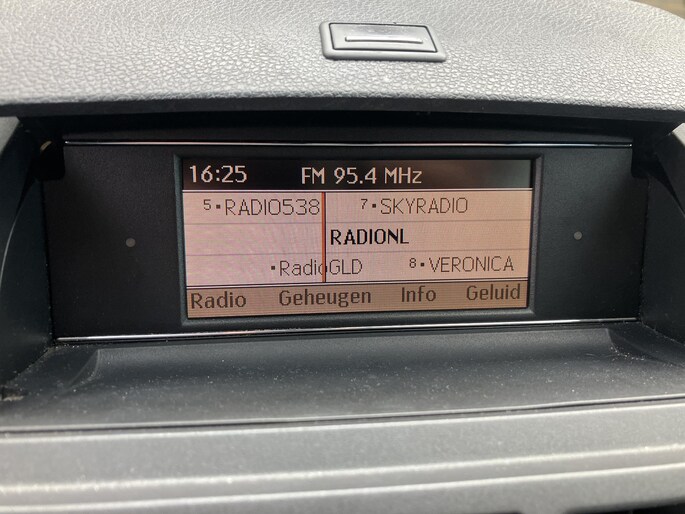 16:25 FM 95.4 MHz
5▪RADIO538 7▪SKYRADIO
RADIONL
▪RadioGLD 8▪VERONICA
Radio Geheugen Info Geluid